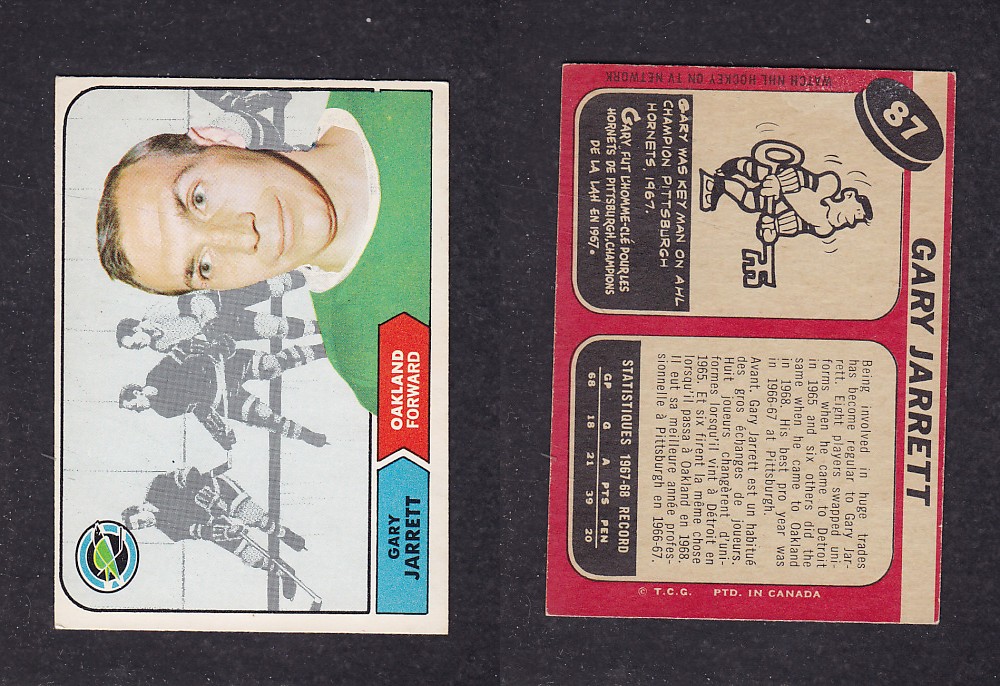 OAKLAND
FORWARD
GARY
JARRETT
87
GARY JARRETT
WATCH NHL HOCKEY ON TV NETWORK
GARY WAS KEY MAN ON AHL
CHAMPION PITTSBURGH
HORNETS, 1967.
GARY FUT L'HOMME-CLÉ POUR LES
HORNETS DE PITTSBURGH, CHAMPIONS
DE LA LAH EN 1967.
Being involved in huge trades
has become regular to Gary Jar-
rett. Eight players swapped uni-
forms when he came to Detroit
in 1965 and six others did the
same when he came to Oakland
in 1968. His best pro year was
in 1966-67 at Pittsburgh.
Avant. Gary Jarrett est un habitué
des gros échanges de joueurs.
Huit joueurs changèrent d'uni-
formes lorsqu'il vint à Détroit en
1965. Et six firent la même chose
lorsqu'il passa à Oakland en 1968.
Il eut sa meilleure année profes-
sionelle à Pittsburgh en 1966-67.
STATISTIQUES 1967-68 RECORD
GP G A PTS PEN
68 18 21 39 20
© T.C.G. PTD. IN CANADA